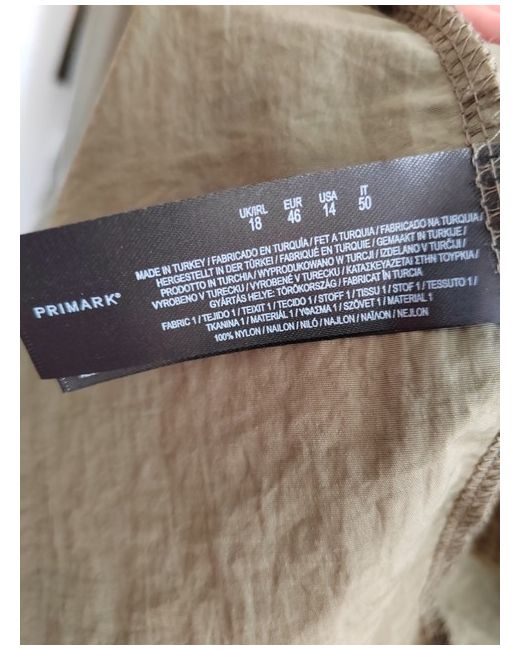 UK/IRL EUR USA IT
18 46 14 50
MADE IN TURKEY / FABRICADO EN TURQUÍA / FET A TURQUIA / FABRICADO NA TURQUIA /
HERGESTELLT IN DER TÜRKEI / FABRIQUÉ EN TURQUIE / GEMAAKT IN TURKIJE /
PRODOTTO IN TURCHIA / WYPRODUKOWANO W TURCJI / IZDELANO V TURČIJI /
VYROBENO V TURECKU / VYROBENÉ V TURECKU / ΚΑΤΑΣΚΕΥΑΖΕΤΑΙ ΣΤΗΝ ΤΟΥΡΚΙΑ /
GYÁRTÁS HELYE: TÖRÖKORSZÁG / FABRICAT ÎN TURCIA
FABRIC 1 / TEJIDO 1 / TEIXIT 1 / TECIDO 1 / STOFF 1 / TISSU 1 / STOF 1 / TESSUTO 1 /
TKANINA 1 / MATERIÁL 1 / ΥΦΑΣΜΑ 1 / SZÖVET 1 / MATERIAL 1
100% NYLON / NAILON / NILÓ / NAJLON / ΝΑΪΛΟΝ / NEJLON
PRIMARK®